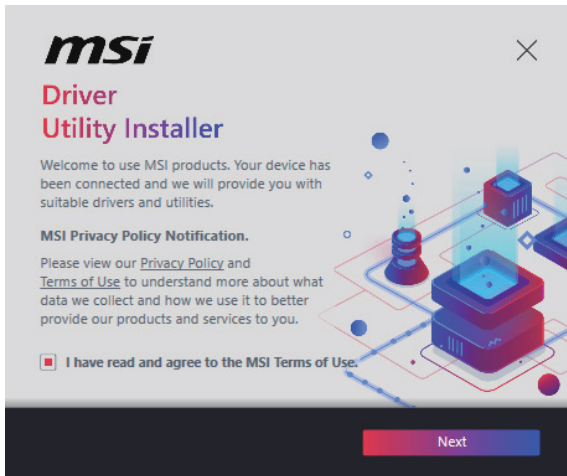 msi
Driver
Utility Installer
Welcome to use MSI products. Your device has
been connected and we will provide you with
suitable drivers and utilities.
MSI Privacy Policy Notification.
Please view our Privacy Policy and
Terms of Use to understand more about what
data we collect and how we use it to better
provide our products and services to you.
I have read and agree to the MSI Terms of Use.
Next